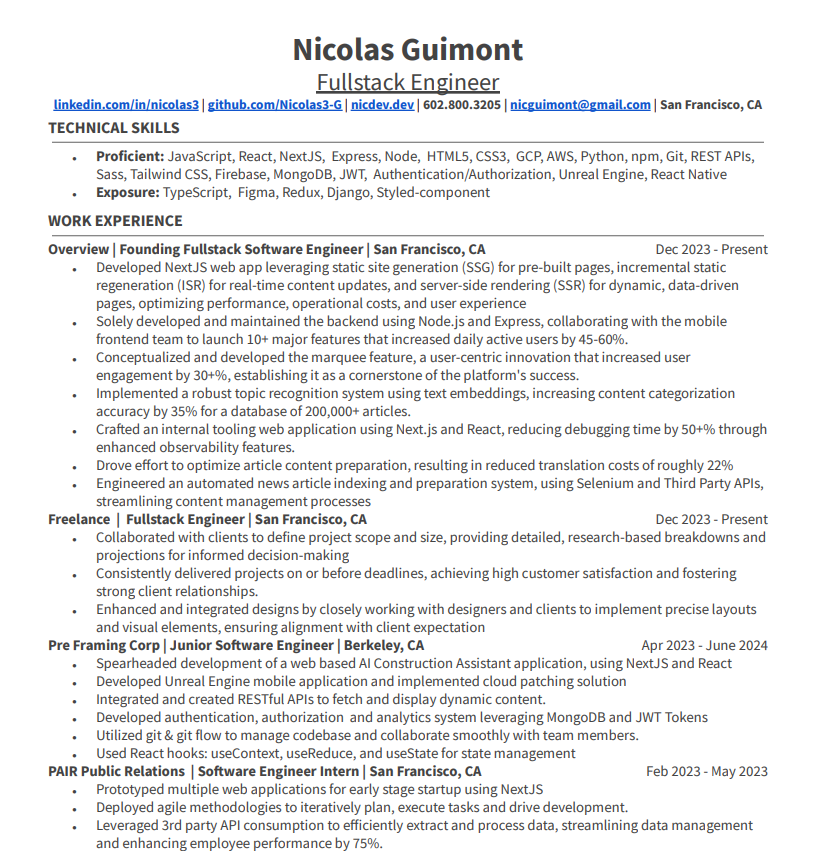 Nicolas Guimont
Fullstack Engineer
linkedin.com/in/nicolas3 | github.com/Nicolas3-G | nicdev.dev | 602.800.3205 | nicguimont@gmail.com | San Francisco, CA
TECHNICAL SKILLS
• Proficient: JavaScript, React, NextJS, Express, Node, HTML5, CSS3, GCP, AWS, Python, npm, Git, REST APIs,
Sass, Tailwind CSS, Firebase, MongoDB, JWT, Authentication/Authorization, Unreal Engine, React Native
• Exposure: TypeScript, Figma, Redux, Django, Styled-component
WORK EXPERIENCE
Overview | Founding Fullstack Software Engineer | San Francisco, CA Dec 2023 - Present
• Developed NextJS web app leveraging static site generation (SSG) for pre-built pages, incremental static
regeneration (ISR) for real-time content updates, and server-side rendering (SSR) for dynamic, data-driven
pages, optimizing performance, operational costs, and user experience
• Solely developed and maintained the backend using Node.js and Express, collaborating with the mobile
frontend team to launch 10+ major features that increased daily active users by 45-60%.
• Conceptualized and developed the marquee feature, a user-centric innovation that increased user
engagement by 30+%, establishing it as a cornerstone of the platform's success.
• Implemented a robust topic recognition system using text embeddings, increasing content categorization
accuracy by 35% for a database of 200,000+ articles.
• Crafted an internal tooling web application using Next.js and React, reducing debugging time by 50+% through
enhanced observability features.
• Drove effort to optimize article content preparation, resulting in reduced translation costs of roughly 22%
• Engineered an automated news article indexing and preparation system, using Selenium and Third Party APIs,
streamlining content management processes
Freelance | Fullstack Engineer | San Francisco, CA Dec 2023 - Present
• Collaborated with clients to define project scope and size, providing detailed, research-based breakdowns and
projections for informed decision-making
• Consistently delivered projects on or before deadlines, achieving high customer satisfaction and fostering
strong client relationships.
• Enhanced and integrated designs by closely working with designers and clients to implement precise layouts
and visual elements, ensuring alignment with client expectation
Pre Framing Corp | Junior Software Engineer | Berkeley, CA Apr 2023 - June 2024
• Spearheaded development of a web based AI Construction Assistant application, using NextJS and React
• Developed Unreal Engine mobile application and implemented cloud patching solution
• Integrated and created RESTful APIs to fetch and display dynamic content.
• Developed authentication, authorization and analytics system leveraging MongoDB and JWT Tokens
• Utilized git & git flow to manage codebase and collaborate smoothly with team members.
• Used React hooks: useContext, useReduce, and useState for state management
PAIR Public Relations | Software Engineer Intern | San Francisco, CA Feb 2023 - May 2023
• Prototyped multiple web applications for early stage startup using NextJS
• Deployed agile methodologies to iteratively plan, execute tasks and drive development.
• Leveraged 3rd party API consumption to efficiently extract and process data, streamlining data management
and enhancing employee performance by 75%.